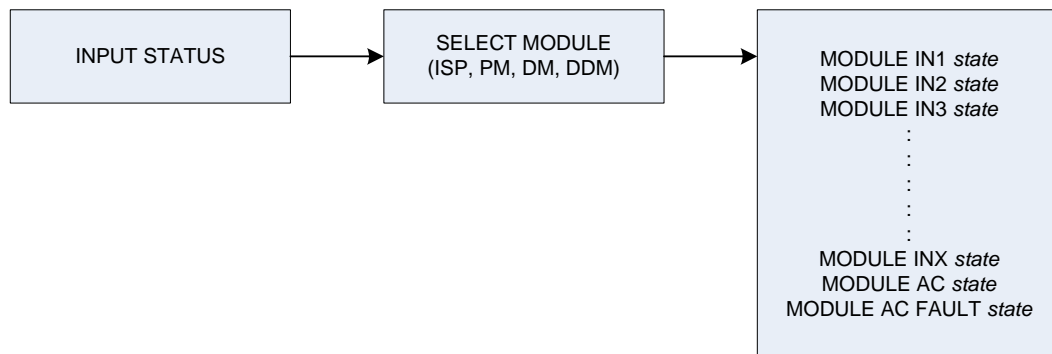 INPUT STATUS
SELECT MODULE
(ISP, PM, DM, DDM)
MODULE IN1 state
MODULE IN2 state
MODULE IN3 state
:
:
:
:
:
MODULE INX state
MODULE AC state
MODULE AC FAULT state